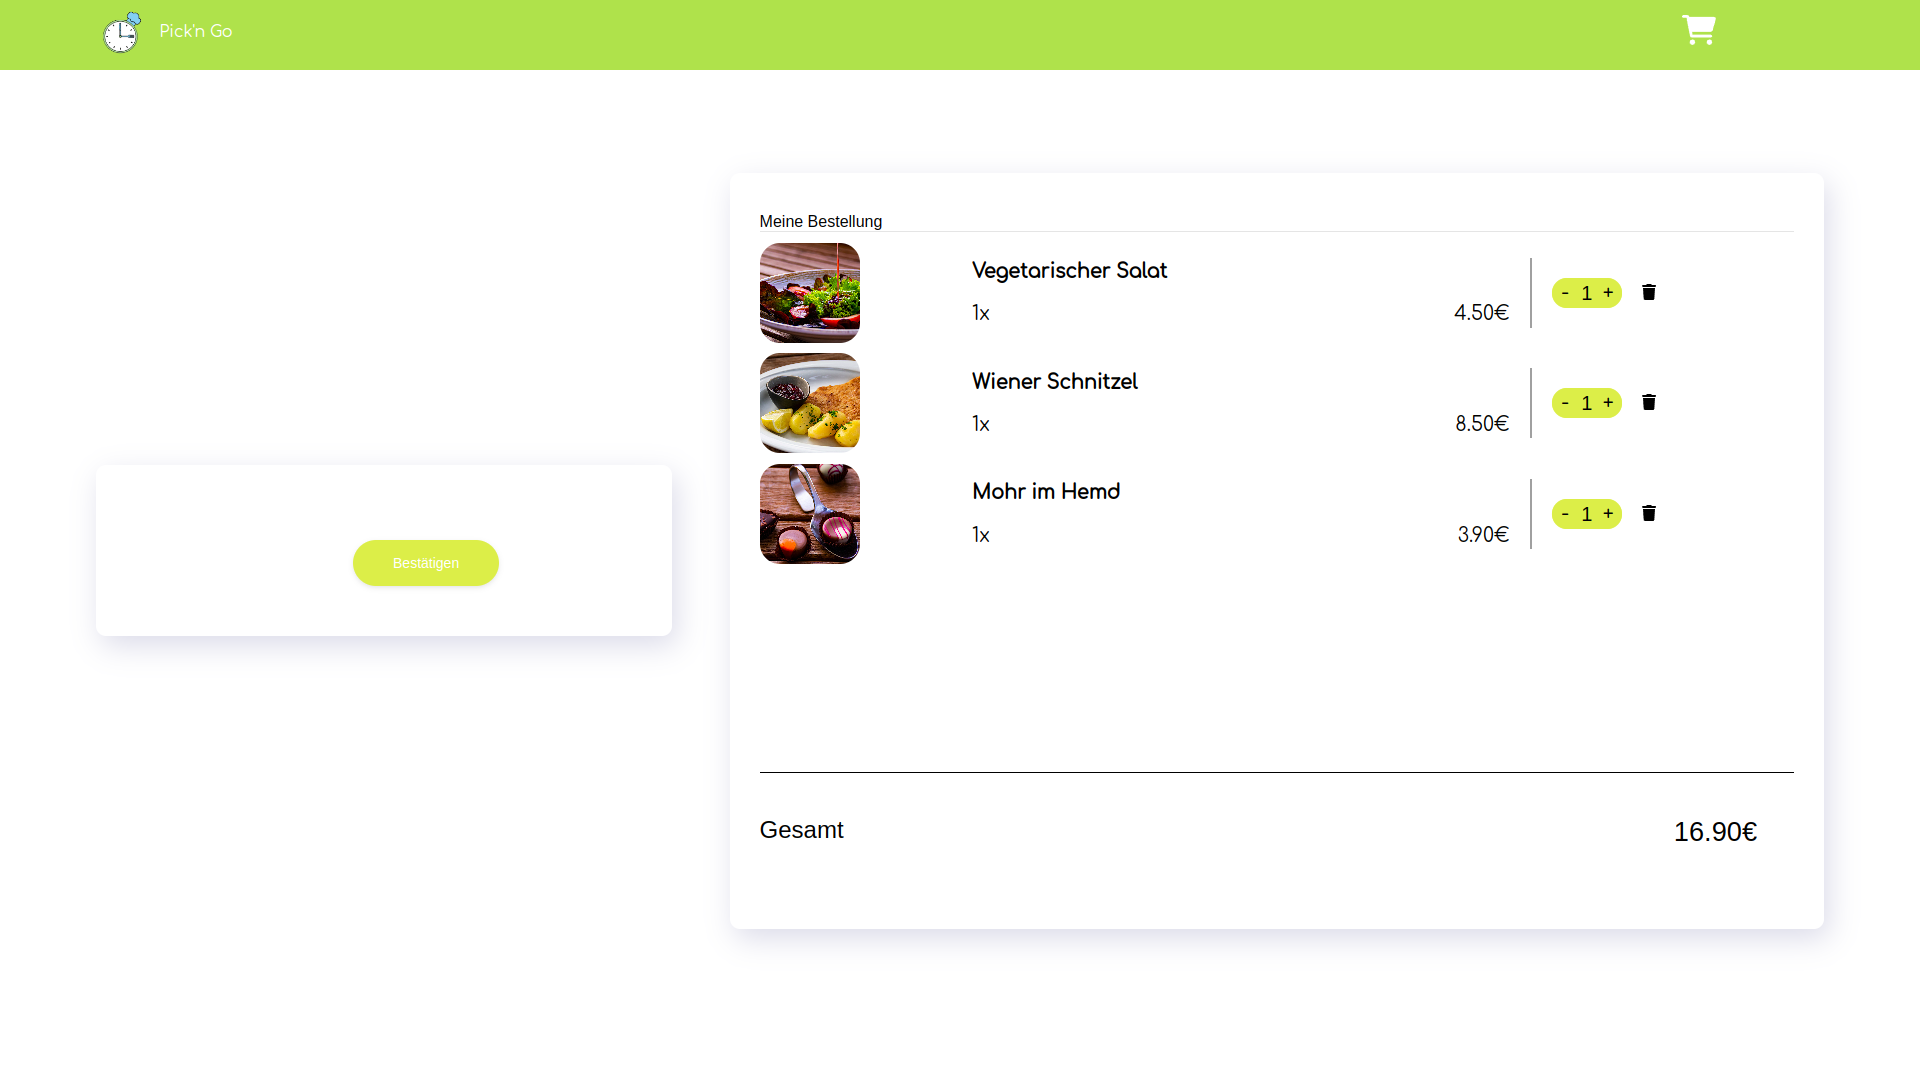 Pick'n Go
Bestätigen
Meine Bestellung
Vegetarischer Salat
1x
4.50€
- 1 +
Wiener Schnitzel
1x
8.50€
- 1 +
Mohr im Hemd
1x
3.90€
- 1 +
Gesamt
16.90€